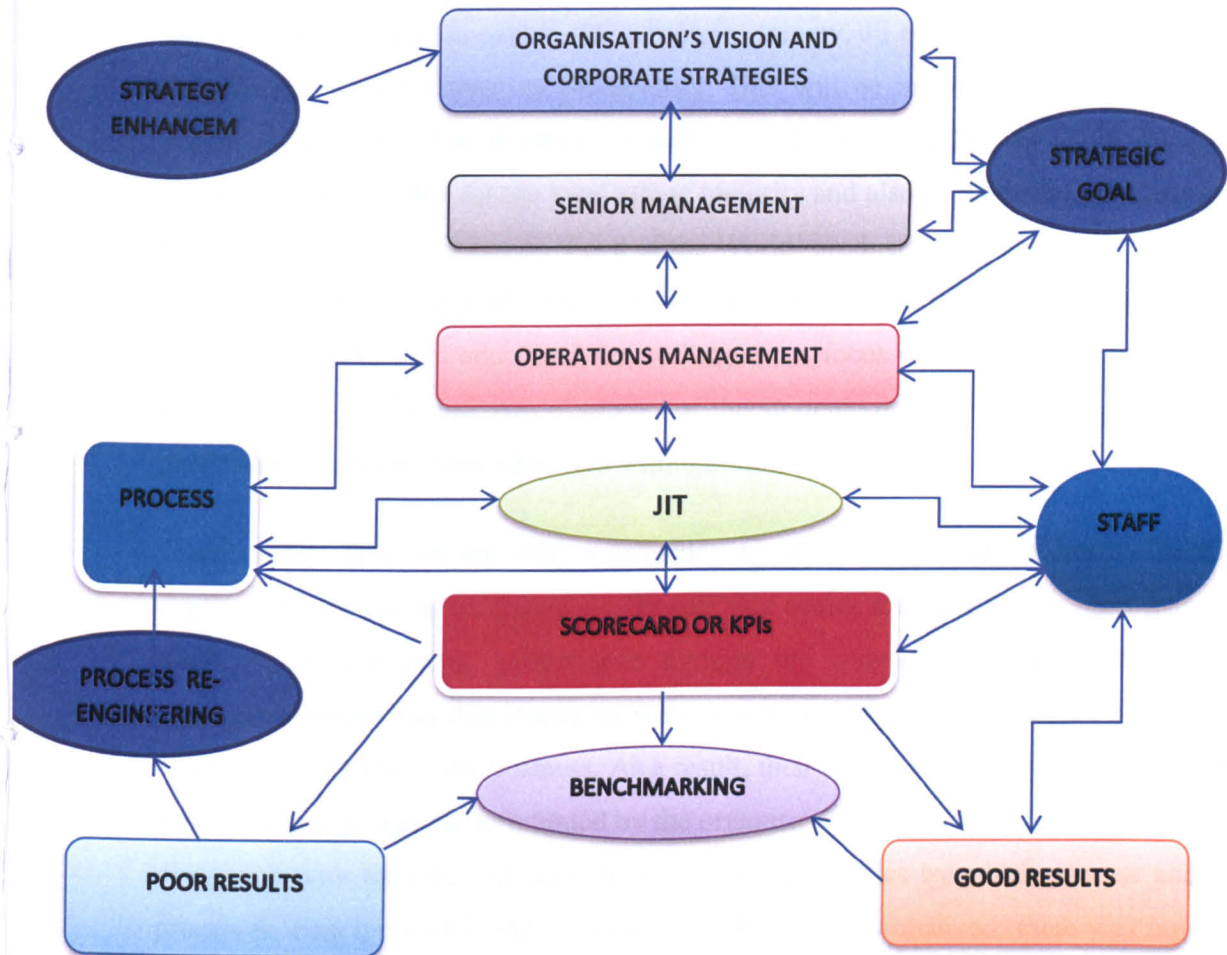 ORGANISATION'S VISION AND
CORPORATE STRATEGIES
STRATEGY
ENHANCEM
STRATEGIC
GOAL
SENIOR MANAGEMENT
OPERATIONS MANAGEMENT
PROCESS
JIT
STAFF
SCORECARD OR KPIs
PROCESS RE-
ENGINEERING
BENCHMARKING
POOR RESULTS
GOOD RESULTS